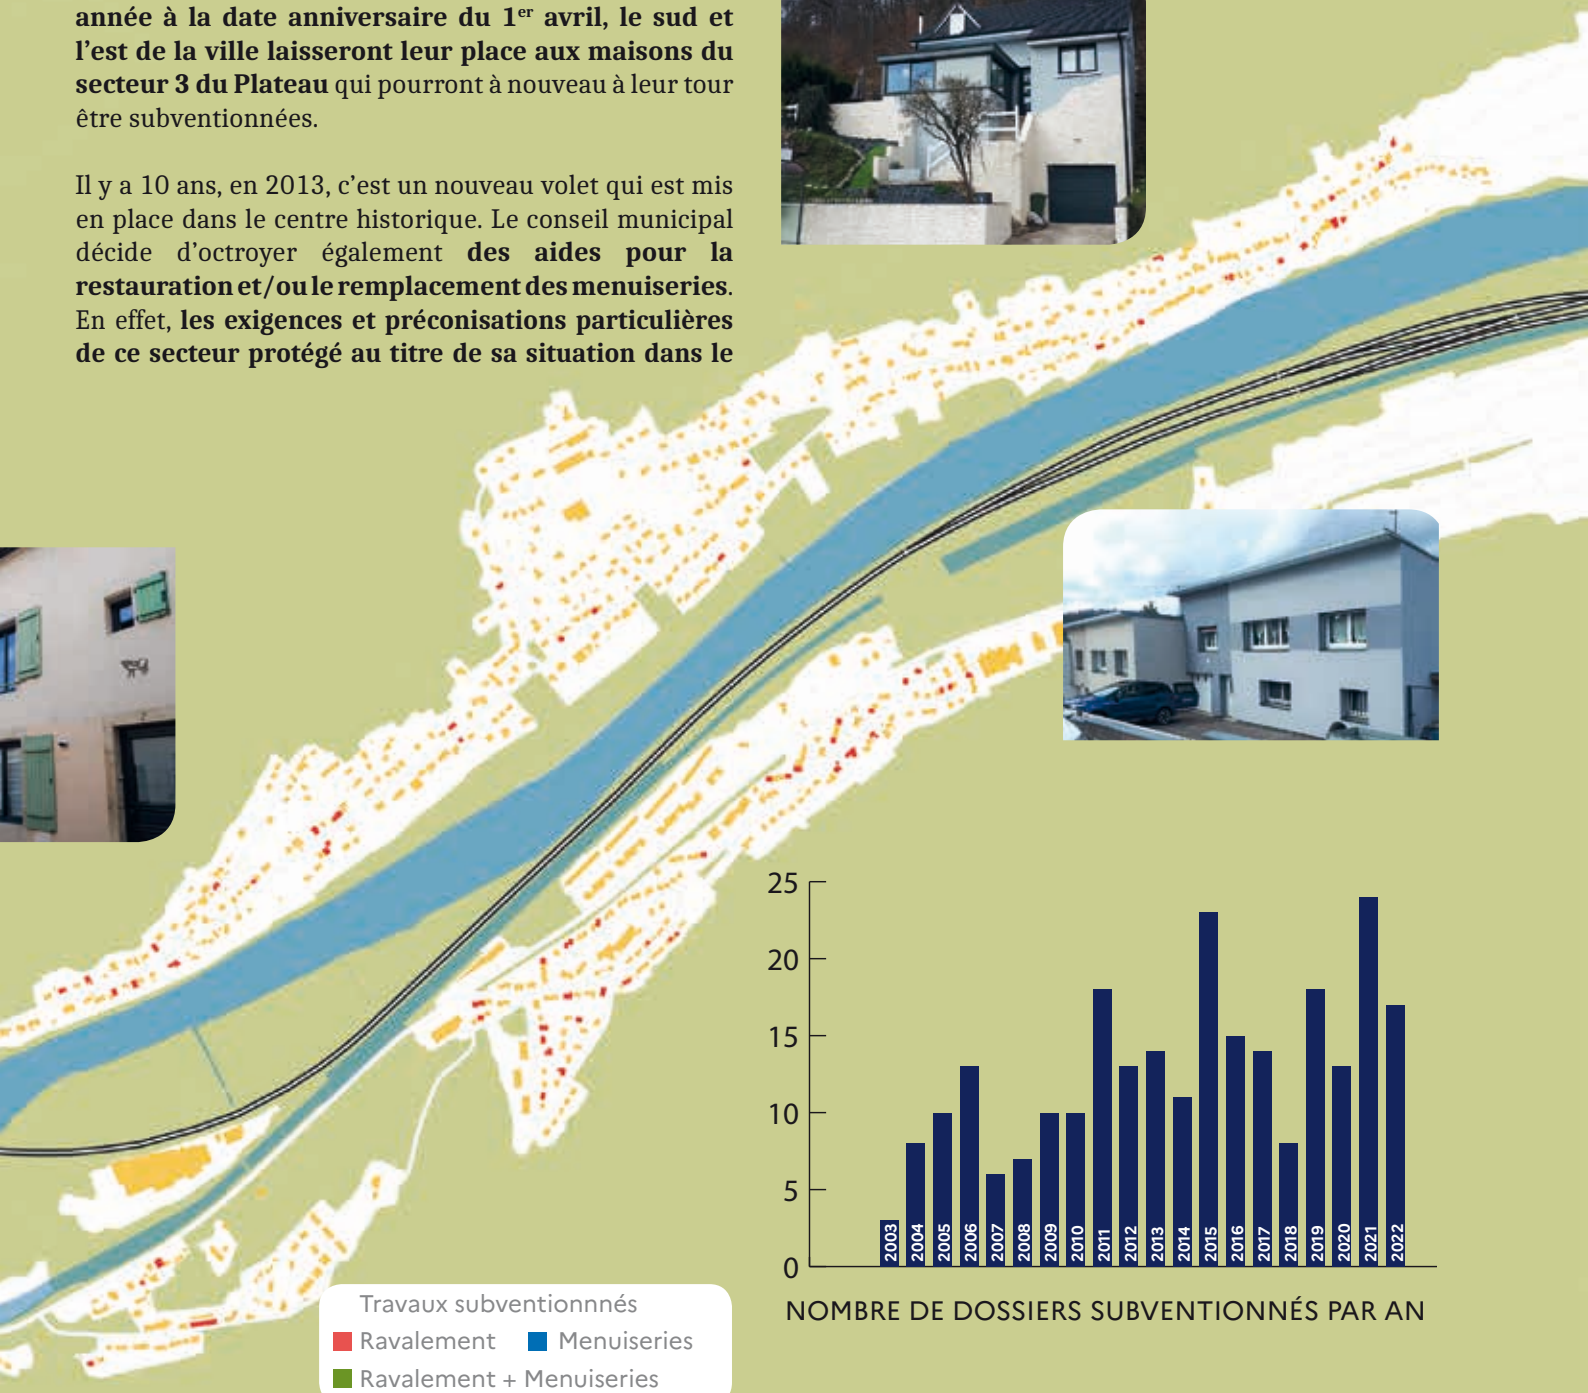 année à la date anniversaire du 1er avril, le sud et
l’est de la ville laisseront leur place aux maisons du
secteur 3 du Plateau qui pourront à nouveau à leur tour
être subventionnées.
Il y a 10 ans, en 2013, c’est un nouveau volet qui est mis
en place dans le centre historique. Le conseil municipal
décide d’octroyer également des aides pour la
restauration et/ou le remplacement des menuiseries.
En effet, les exigences et préconisations particulières
de ce secteur protégé au titre de sa situation dans le
25
20
15
10
5
0
2003
2004
2005
2006
2007
2008
2009
2010
2011
2012
2013
2014
2015
2016
2017
2018
2019
2020
2021
2022
NOMBRE DE DOSSIERS SUBVENTIONNÉS PAR AN
Travaux subventionnnés
Ravalement Menuiseries
Ravalement + Menuiseries